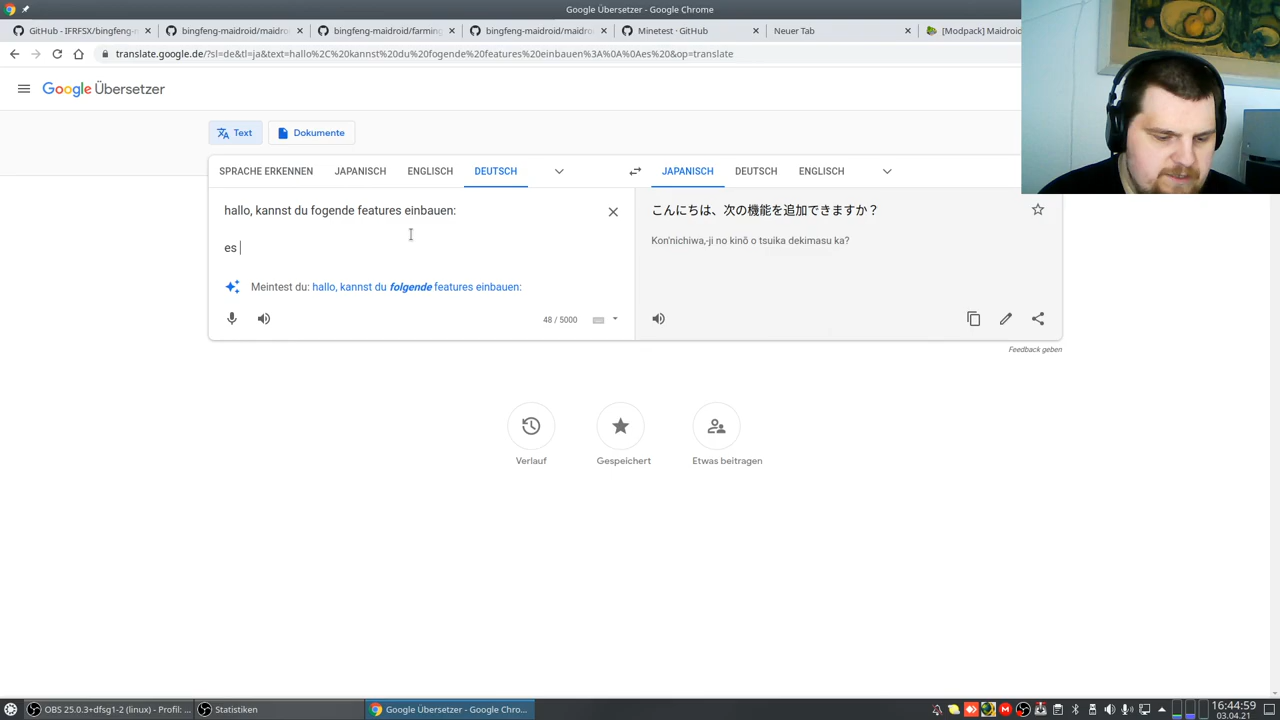 Google Übersetzer - Google Chrome
GitHub - IFRFSX/bingfeng-r
bingfeng-maidroid/maidro
bingfeng-maidroid/farming
bingfeng-maidroid/maidro
Minetest · GitHub
Neuer Tab
[Modpack] Maidroi
translate.google.de/?sl=de&tl=ja&text=hallo%2C%20kannst%20du%20fogende%20features%20einbauen%3A%0A%0Aes%20&op=translate
Google Übersetzer
Text
Dokumente
SPRACHE ERKENNEN
JAPANISCH
ENGLISCH
DEUTSCH
JAPANISCH
DEUTSCH
ENGLISCH
hallo, kannst du fogende features einbauen:
es
こんにちは、次の機能を追加できますか？
Kon'nichiwa,-ji no kinō o tsuika dekimasu ka?
Meintest du: hallo, kannst du folgende features einbauen:
48 / 5000
Feedback geben
Verlauf
Gespeichert
Etwas beitragen
OBS 25.0.3+dfsg1-2 (linux) - Profil: ...
Statistiken
Google Übersetzer - Google Chro...
16:44:59
03.04.21